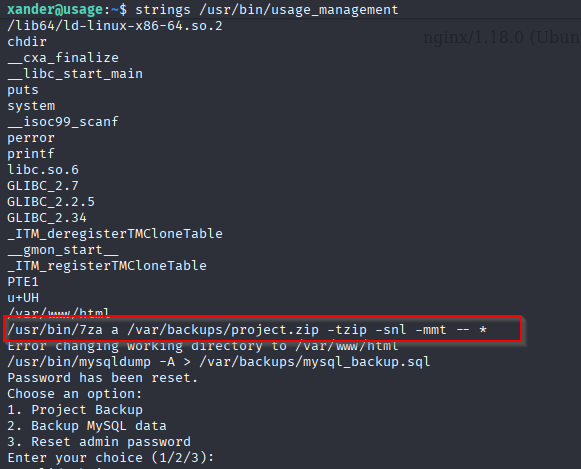 xander@usage:~$ strings /usr/bin/usage_management
/lib64/ld-linux-x86-64.so.2
nginx/1.18.0 (Ubun
chdir
__cxa_finalize
__libc_start_main
puts
system
__isoc99_scanf
perror
printf
libc.so.6
GLIBC_2.7
GLIBC_2.2.5
GLIBC_2.34
_ITM_deregisterTMCloneTable
__gmon_start__
_ITM_registerTMCloneTable
PTE1
u+UH
/var/www/html
/usr/bin/7za a /var/backups/project.zip -tzip -snl -mmt -- *
Error changing working directory to /var/www/html
/usr/bin/mysqldump -A > /var/backups/mysql_backup.sql
Password has been reset.
Choose an option:
1. Project Backup
2. Backup MySQL data
3. Reset admin password
Enter your choice (1/2/3):